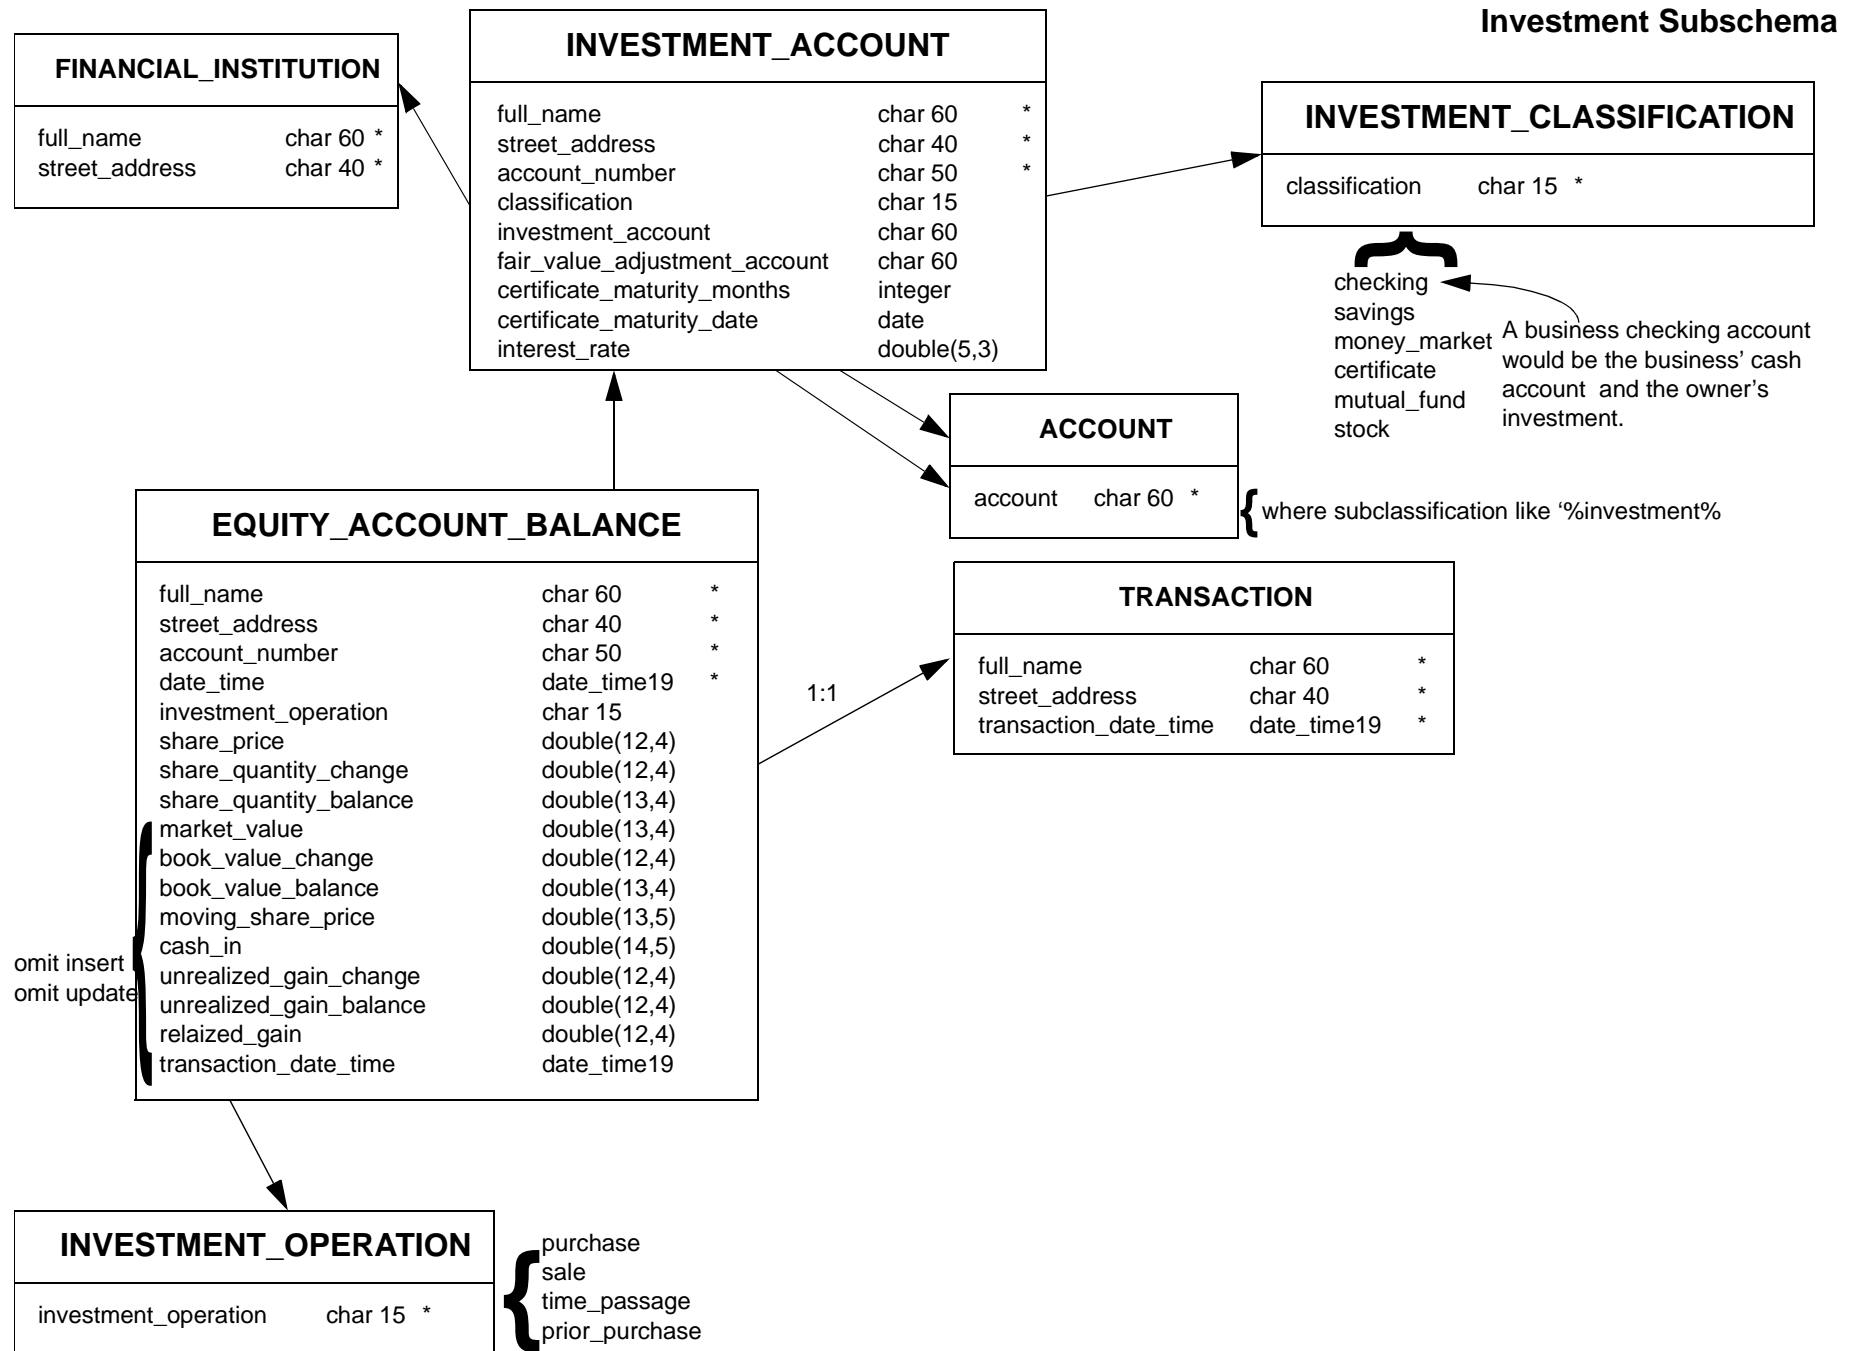 Investment Subschema
FINANCIAL_INSTITUTION
full_name char 60 *
street_address char 40 *
INVESTMENT_ACCOUNT
full_name char 60 *
street_address char 40 *
account_number char 50 *
classification char 15
investment_account char 60
fair_value_adjustment_account char 60
certificate_maturity_months integer
certificate_maturity_date date
interest_rate double(5,3)
INVESTMENT_CLASSIFICATION
classification char 15 *
checking
savings
money_market
certificate
mutual_fund
stock
A business checking account
would be the business’ cash
account and the owner’s
investment.
ACCOUNT
account char 60 *
where subclassification like ‘%investment%
EQUITY_ACCOUNT_BALANCE
full_name char 60 *
street_address char 40 *
account_number char 50 *
date_time date_time19 *
investment_operation char 15
share_price double(12,4)
share_quantity_change double(12,4)
share_quantity_balance double(13,4)
market_value double(13,4)
book_value_change double(12,4)
book_value_balance double(13,4)
moving_share_price double(13,5)
cash_in double(14,5)
unrealized_gain_change double(12,4)
unrealized_gain_balance double(12,4)
relaized_gain double(12,4)
transaction_date_time date_time19
omit insert
omit update
1:1
TRANSACTION
full_name char 60 *
street_address char 40 *
transaction_date_time date_time19 *
INVESTMENT_OPERATION
investment_operation char 15 *
purchase
sale
time_passage
prior_purchase